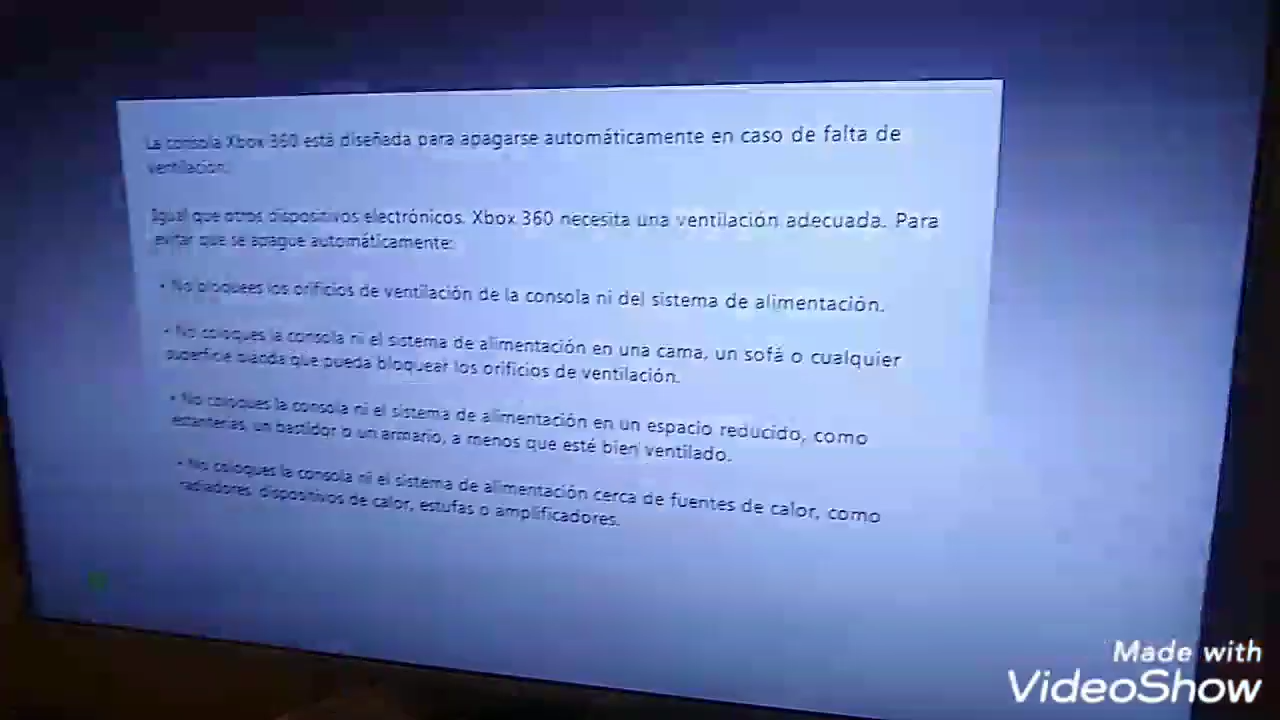 La consola Xbox 360 está diseñada para apagarse automáticamente en caso de falta de
ventilación.
Igual que otros dispositivos electrónicos. Xbox 360 necesita una ventilación adecuada. Para
evitar que se apague automáticamente:
• No bloquees los orificios de ventilación de la consola ni del sistema de alimentación.
• No coloques la consola ni el sistema de alimentación en una cama, un sofá o cualquier
superficie blanda que pueda bloquear los orificios de ventilación.
• No coloques la consola ni el sistema de alimentación en un espacio reducido, como
estanterías, un bastidor o un armario, a menos que esté bien ventilado.
• No coloques la consola ni el sistema de alimentación cerca de fuentes de calor, como
radiadores, dispositivos de calor, estufas o amplificadores.
Made with
VideoShow